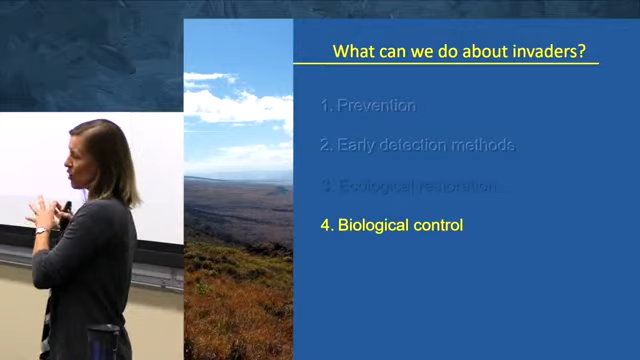 What can we do about invaders?
1. Prevention
2. Early detection methods
3. Ecological restoration
4. Biological control